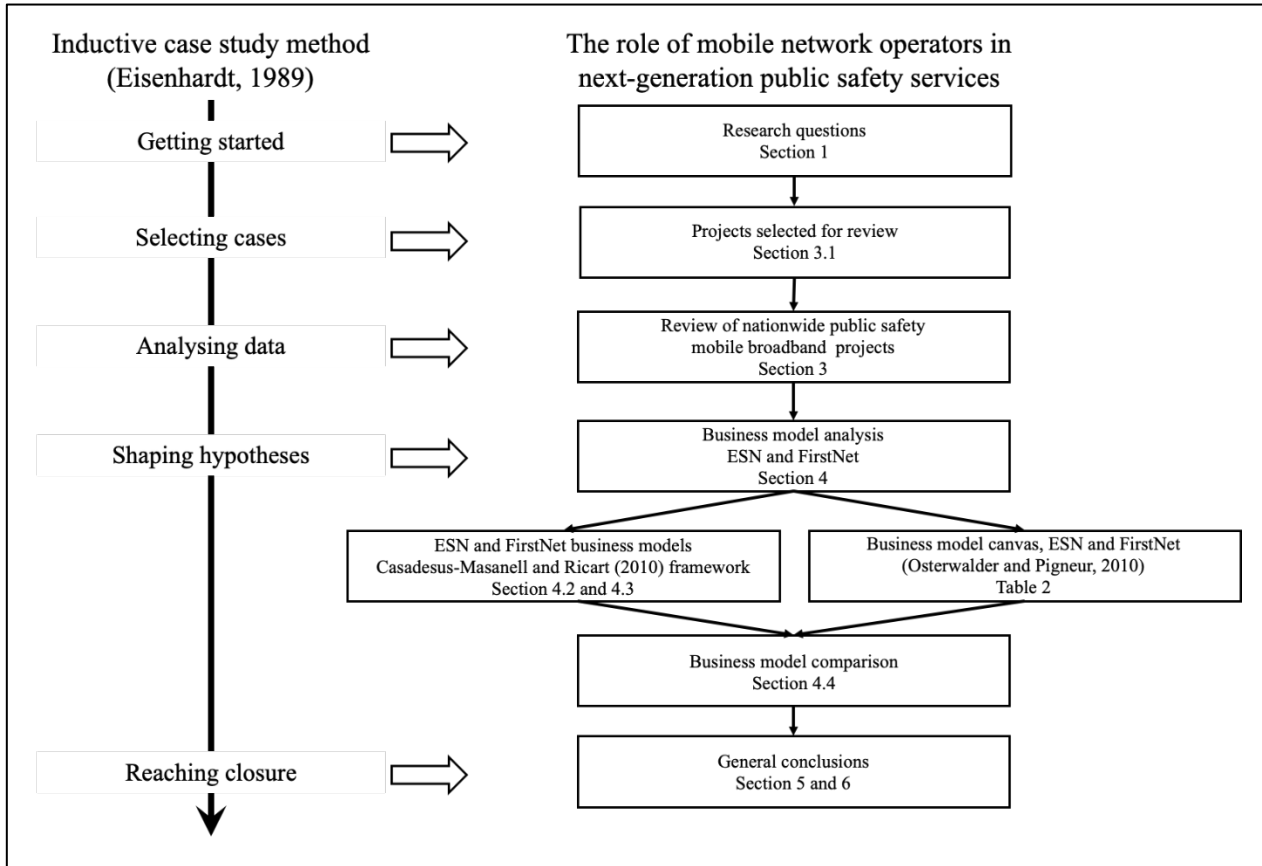 Inductive case study method
(Eisenhardt, 1989)
The role of mobile network operators in
next-generation public safety services
Getting started
Research questions
Section 1
Selecting cases
Projects selected for review
Section 3.1
Analysing data
Review of nationwide public safety
mobile broadband projects
Section 3
Shaping hypotheses
Business model analysis
ESN and FirstNet
Section 4
ESN and FirstNet business models
Casadesus-Masanell and Ricart (2010) framework
Section 4.2 and 4.3
Business model canvas, ESN and FirstNet
(Osterwalder and Pigneur, 2010)
Table 2
Business model comparison
Section 4.4
Reaching closure
General conclusions
Section 5 and 6